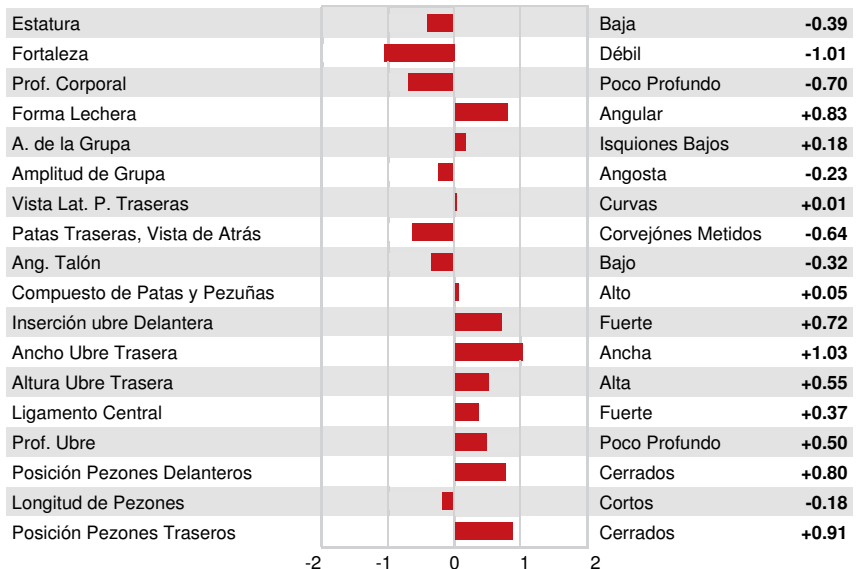 Estatura Baja -0.39
Fortaleza Débil -1.01
Prof. Corporal Poco Profundo -0.70
Forma Lechera Angular +0.83
A. de la Grupa Isquiones Bajos +0.18
Amplitud de Grupa Angosta -0.23
Vista Lat. P. Traseras Curvas +0.01
Patas Traseras, Vista de Atrás Corvejónes Metidos -0.64
Ang. Talón Bajo -0.32
Compuesto de Patas y Pezuñas Alto +0.05
Inserción ubre Delantera Fuerte +0.72
Ancho Ubre Trasera Ancha +1.03
Altura Ubre Trasera Alta +0.55
Ligamento Central Fuerte +0.37
Prof. Ubre Poco Profundo +0.50
Posición Pezones Delanteros Cerrados +0.80
Longitud de Pezones Cortos -0.18
Posición Pezones Traseros Cerrados +0.91
-2 -1 0 1 2